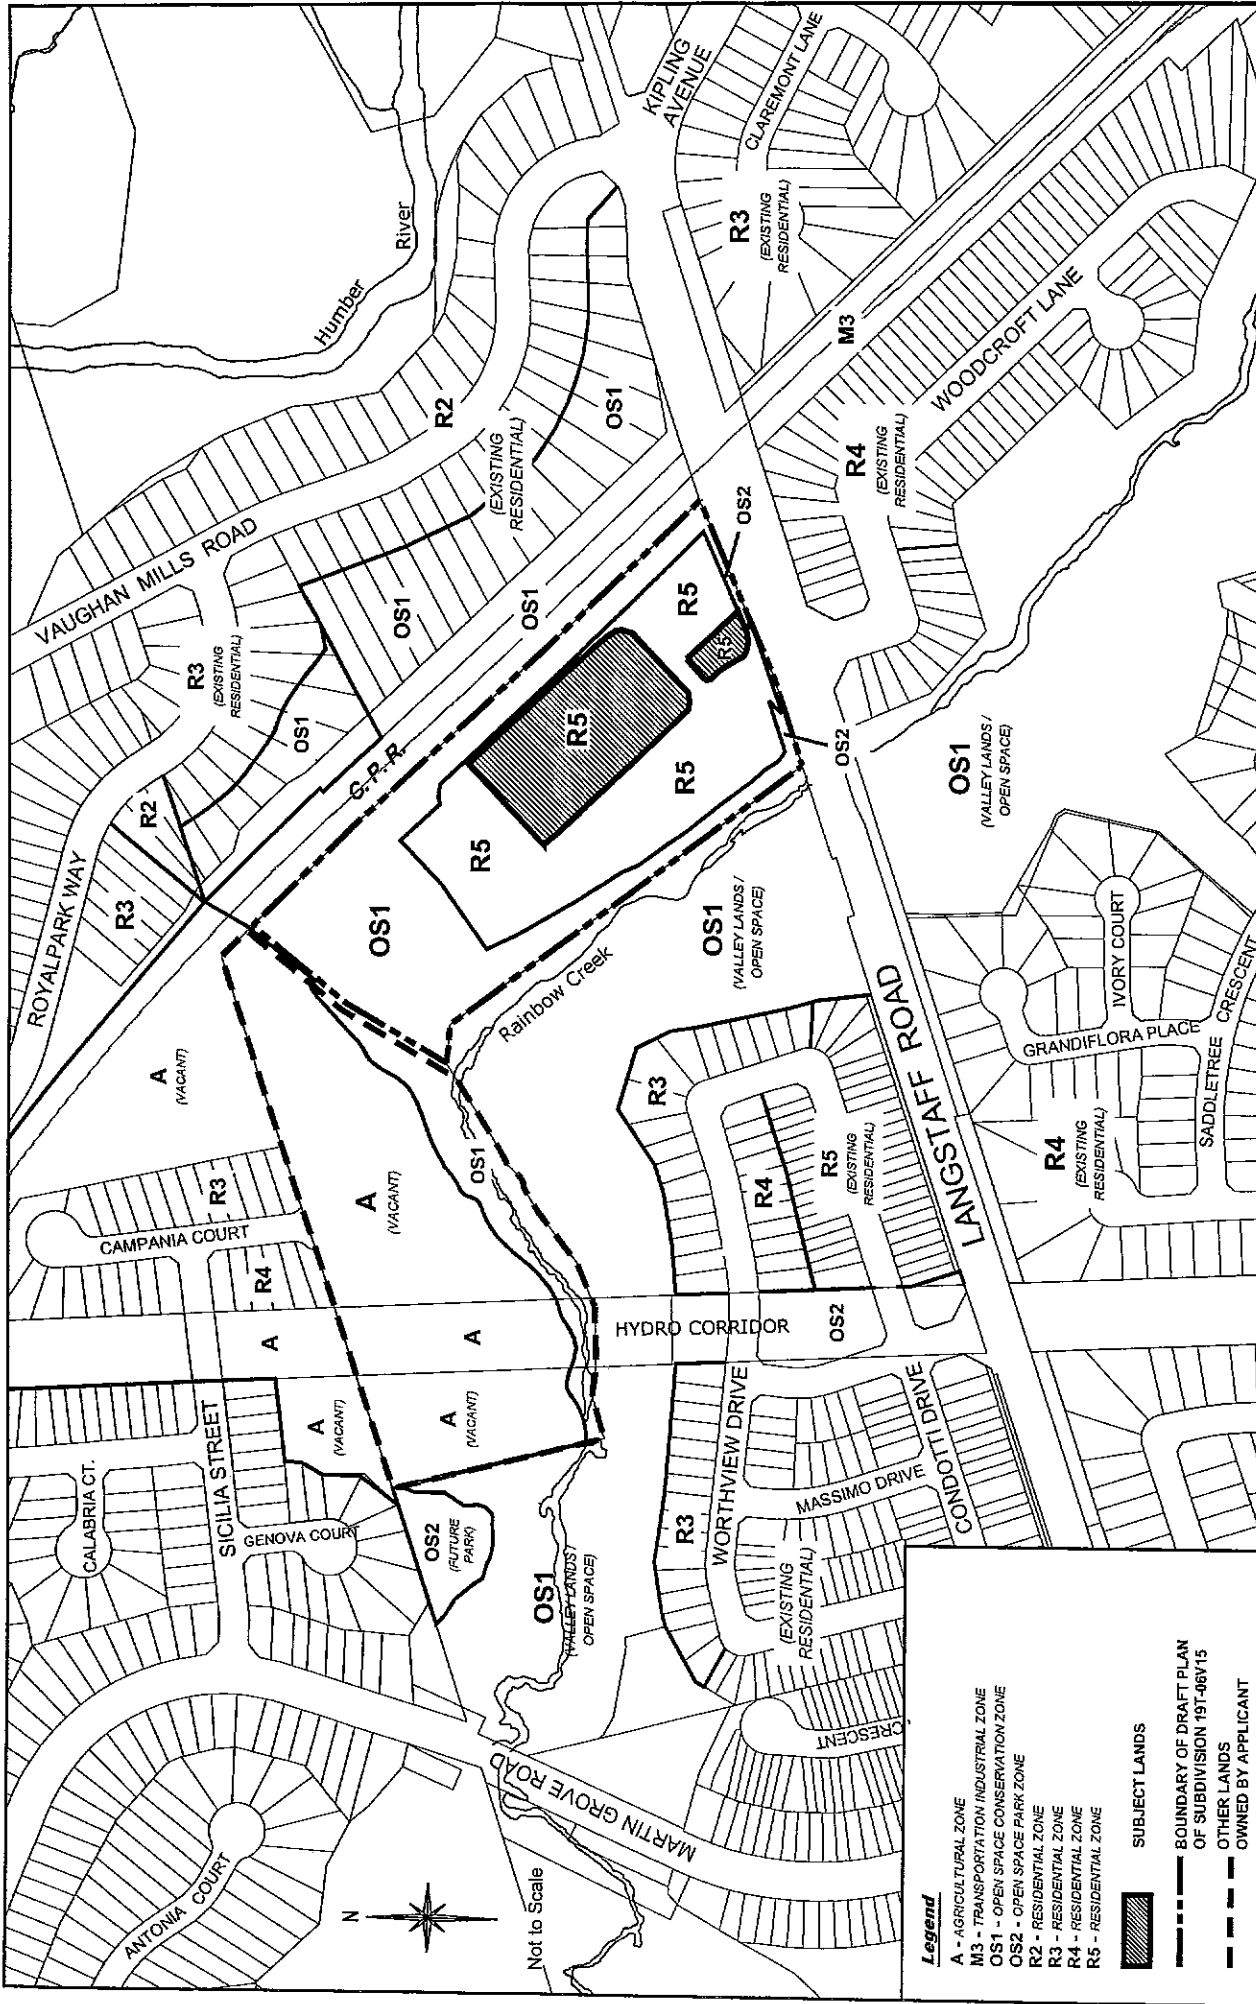 KIPLING
AVENUE
CLAREMONT LANE
Humber
River
R3
(EXISTING
RESIDENTIAL)
M3
WOODCROFT LANE
R2
(EXISTING
RESIDENTIAL)
OS1
R4
(EXISTING
RESIDENTIAL)
VAUGHAN MILLS ROAD
OS2
OS1
OS1
R5
R5
R3
(EXISTING
RESIDENTIAL)
OS1
R5
C. P. R.
R5
OS2
OS1
(VALLEY LANDS /
OPEN SPACE)
R2
R5
ROYALPARK WAY
R3
OS1
OS1
(VALLEY LANDS /
OPEN SPACE)
Rainbow Creek
IVORY COURT
GRANDIFLORA PLACE
SADDLETREE CRESCENT
A
(VACANT)
R3
LANGSTAFF ROAD
R4
(EXISTING
RESIDENTIAL)
R3
CAMPANIA COURT
R4
A
(VACANT)
OS1
R4
R5
(EXISTING
RESIDENTIAL)
A
A
HYDRO CORRIDOR
OS2
SICILIA STREET
A
(VACANT)
A
(VACANT)
R3
WORTHVIEW DRIVE
MASSIMO DRIVE
CONDOTTI DRIVE
CALABRIA CT.
GENOVA COURT
OS2
(FUTURE
PARK)
OS1
(VALLEY LANDS /
OPEN SPACE)
(EXISTING
RESIDENTIAL)
CRESCENT
MARTIN GROVE ROAD
ANTONIA COURT
N
Not to Scale
Legend
A - AGRICULTURAL ZONE
M3 - TRANSPORTATION INDUSTRIAL ZONE
OS1 - OPEN SPACE CONSERVATION ZONE
OS2 - OPEN SPACE PARK ZONE
R2 - RESIDENTIAL ZONE
R3 - RESIDENTIAL ZONE
R4 - RESIDENTIAL ZONE
R5 - RESIDENTIAL ZONE
SUBJECT LANDS
BOUNDARY OF DRAFT PLAN
OF SUBDIVISION 19T-06V15
OTHER LANDS
OWNED BY APPLICANT